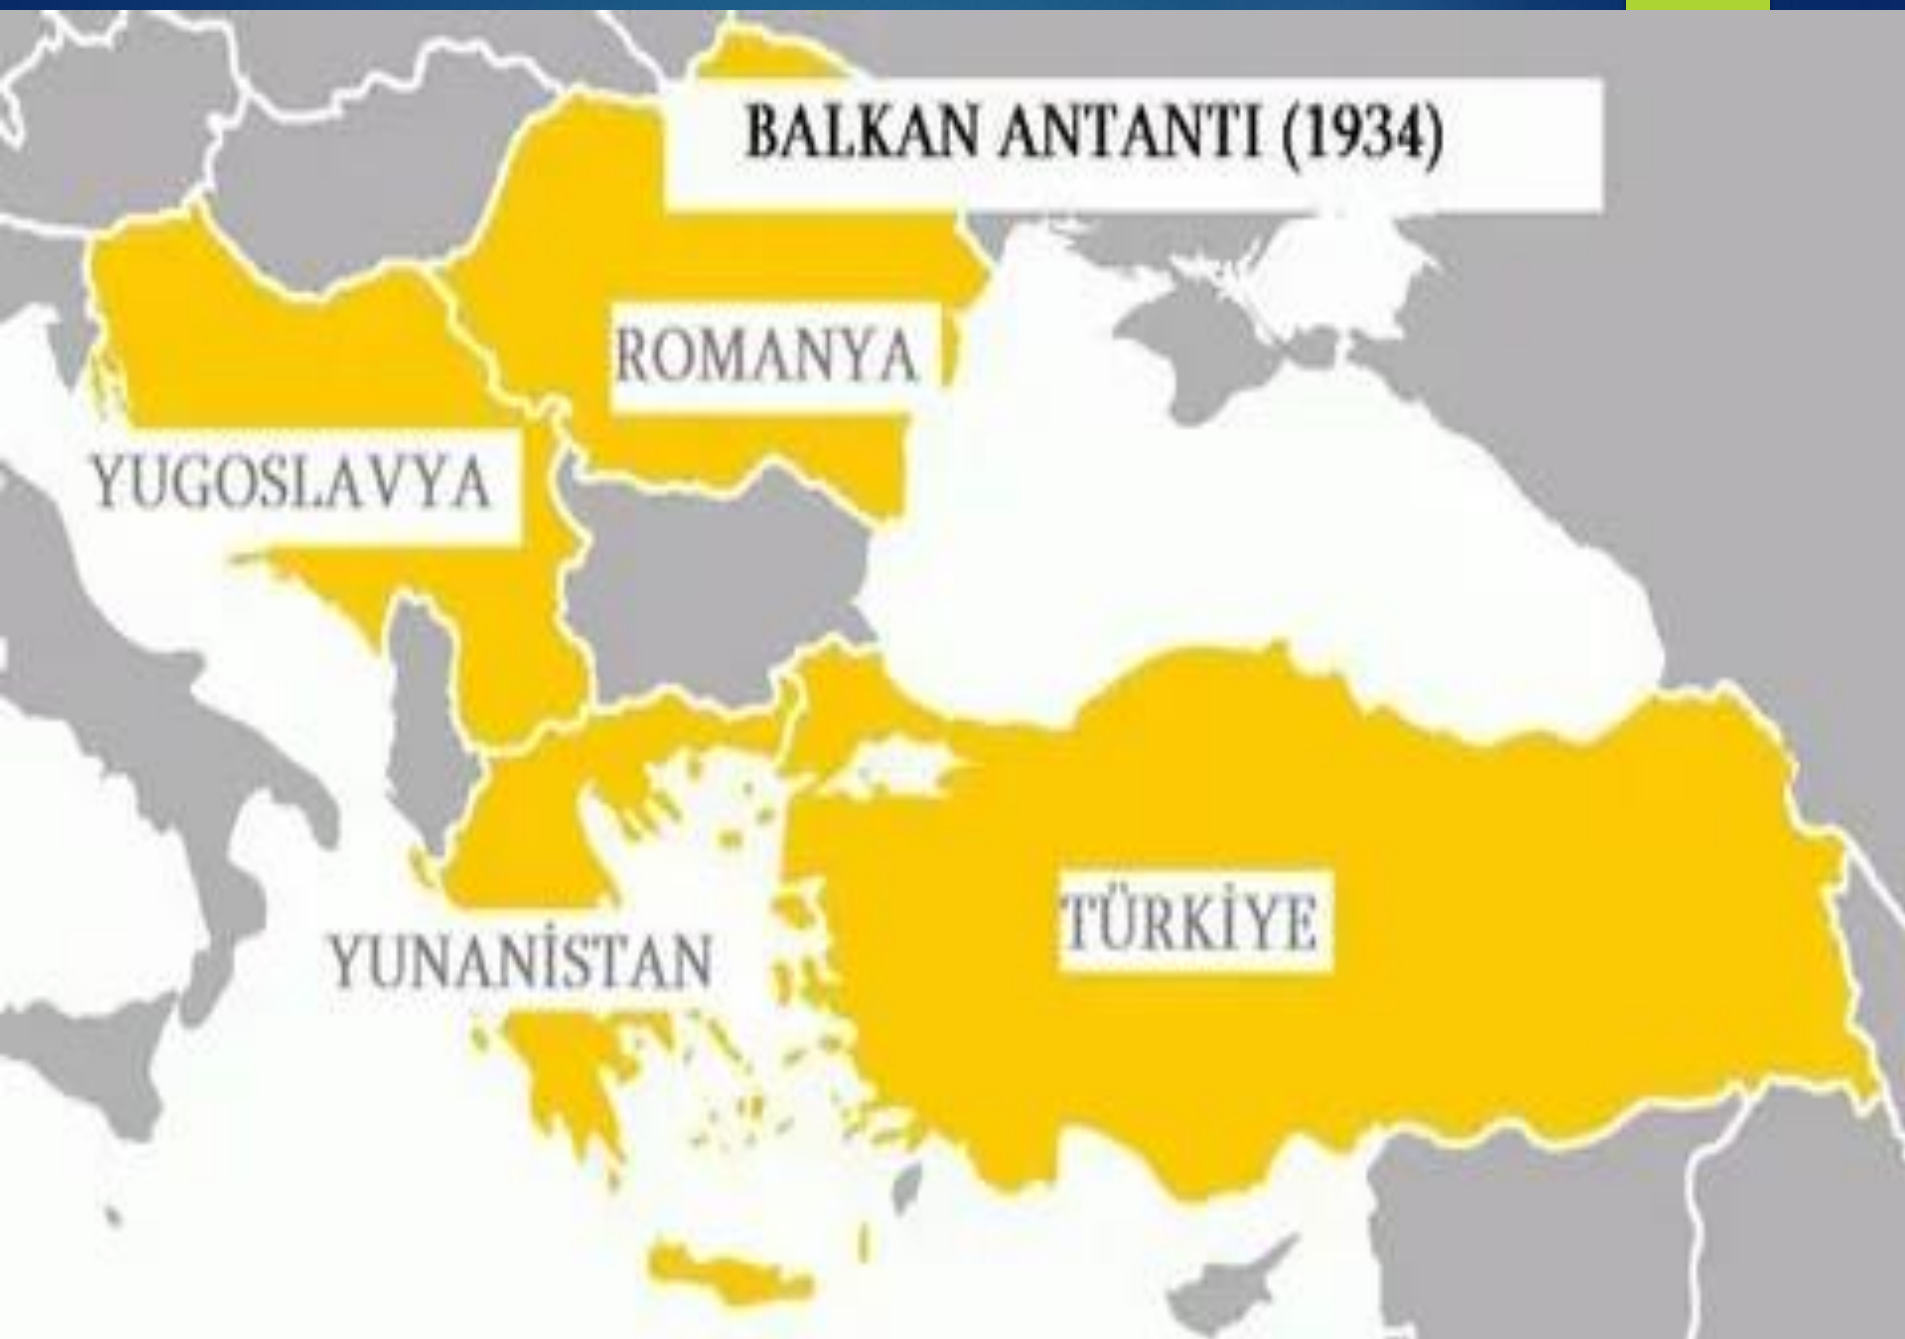 BALKAN ANTANTI (1934)
ROMANYA
YUGOSLAVYA
TÜRKİYE
YUNANİSTAN